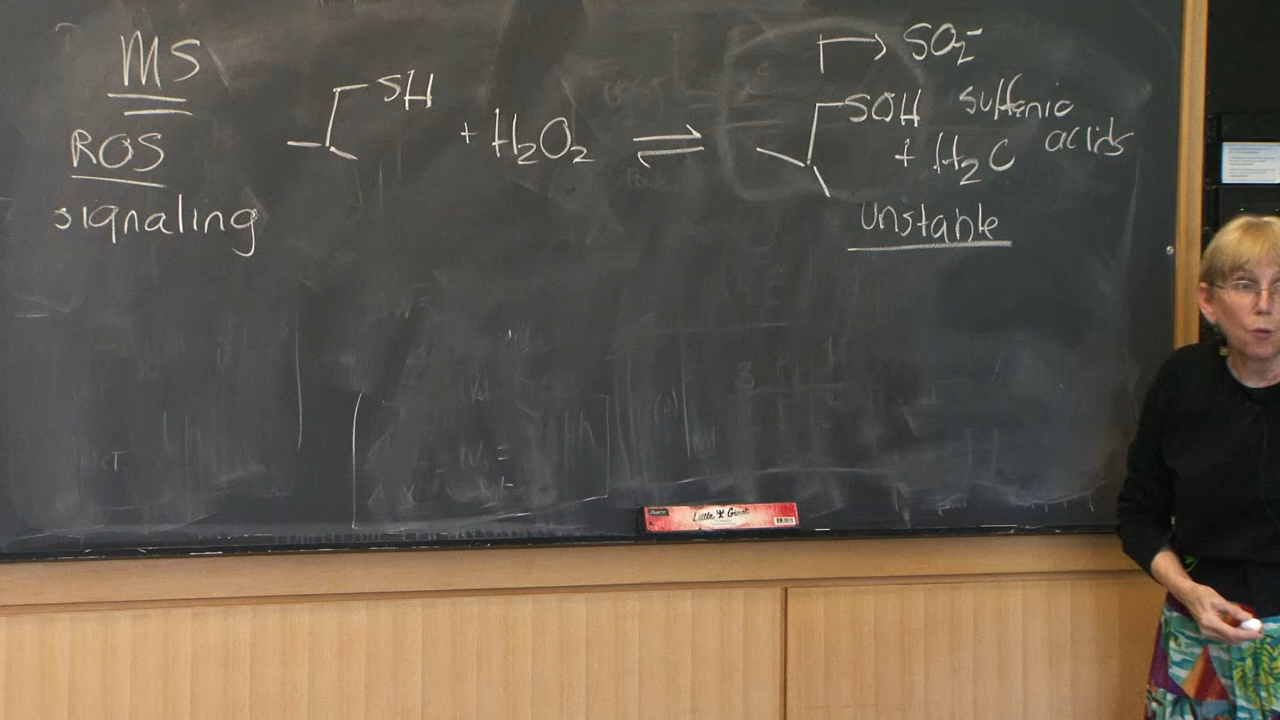 MS
ROS
signaling
SH
+ H₂O₂ ⇌
→ SO₂⁻
SOH sulfenic
acids
+ H₂O
unstable
Little Giant